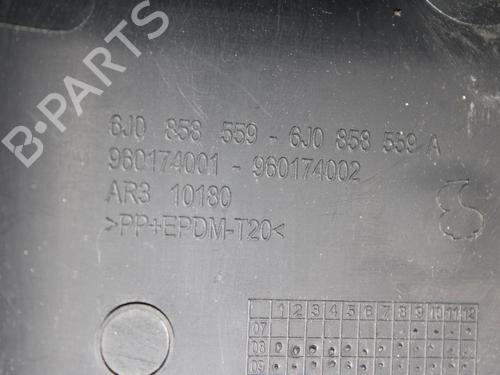 B-PARTS
6J0 858 559 - 6J0 858 559 A
960174001 - 960174002
AR3 10180
>PP+EPDM-T20<
1 2 3 4 5 6 7 8 9 10 11 12
07
08
09